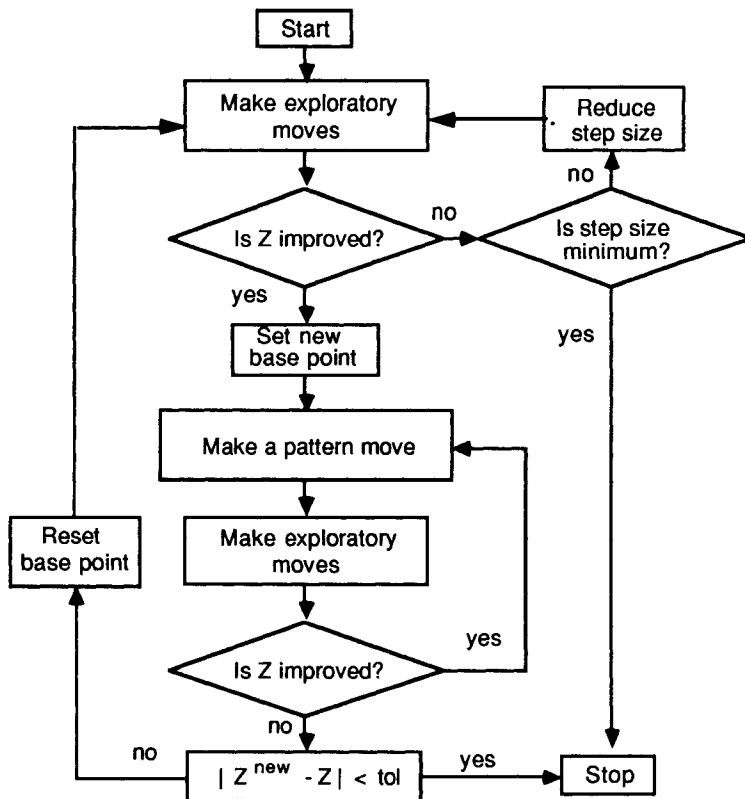 Start
Make exploratory
moves
Reduce
step size
no
Is Z improved?
no
Is step size
minimum?
yes
yes
Set new
base point
Make a pattern move
Reset
base point
Make exploratory
moves
yes
Is Z improved?
no
no
| Z^new - Z| < tol
yes
Stop